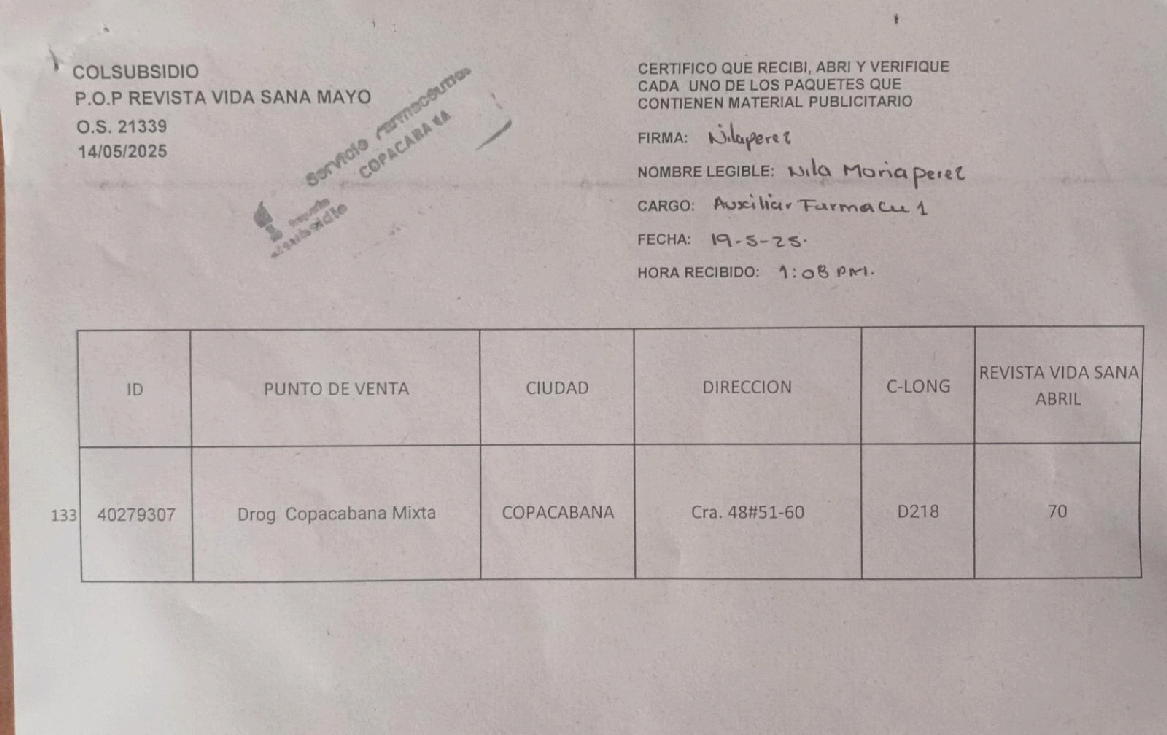 COLSUBSIDIO
P.O.P REVISTA VIDA SANA MAYO
O.S. 21339
14/05/2025
Servicio Farmacéutico
COPACABANA
CERTIFICO QUE RECIBI, ABRI Y VERIFIQUE
CADA UNO DE LOS PAQUETES QUE
CONTIENEN MATERIAL PUBLICITARIO
FIRMA: Nilaperez
NOMBRE LEGIBLE: Nila Maria perez
CARGO: Auxiliar Farmaceu 1
FECHA: 19-5-25.
HORA RECIBIDO: 1:08 PM.
ID PUNTO DE VENTA CIUDAD DIRECCION C-LONG REVISTA VIDA SANA
ABRIL
133 40279307 Drog Copacabana Mixta COPACABANA Cra. 48#51-60 D218 70